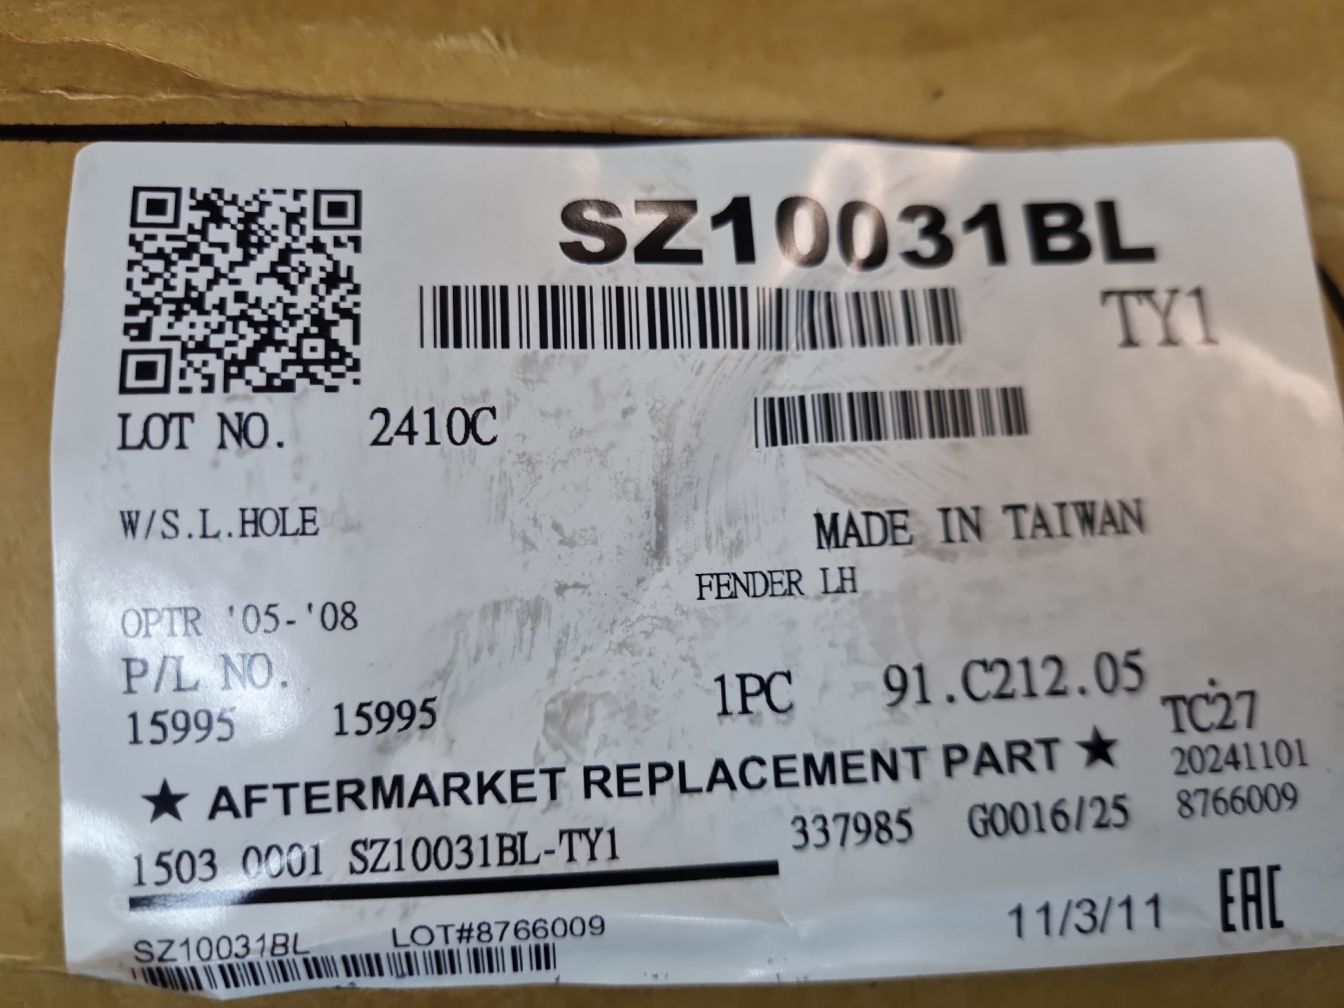 SZ10031BL
TY1
LOT NO. 2410C
W/S.L.HOLE
MADE IN TAIWAN
FENDER LH
OPTR '05-'08
P/L NO.
15995 15995
1PC 91.C212.05
TC27
★ AFTERMARKET REPLACEMENT PART ★
20241101
337985 G0016/25 8766009
1503 0001 SZ10031BL-TY1
11/3/11 EAC
SZ10031BL LOT#8766009